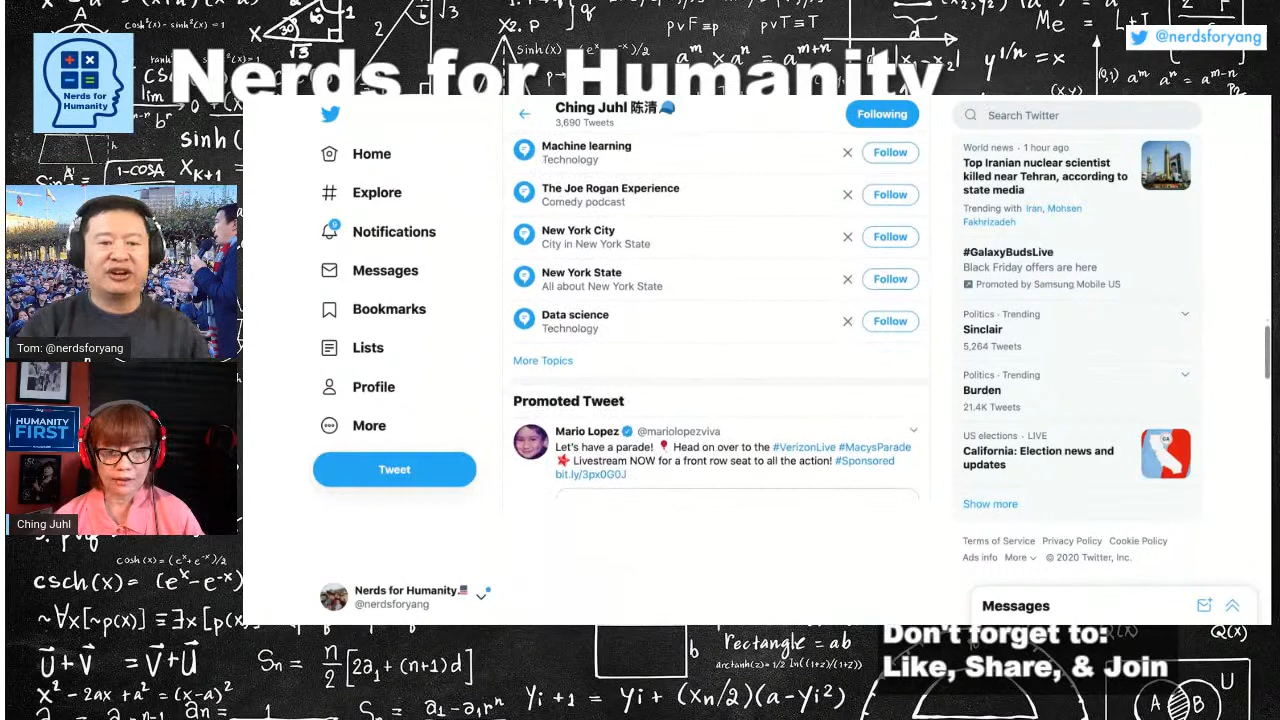 Nerds for Humanity
@nerdsforyang
Nerds for
Humanity
Tom: @nerdsforyang
HUMANITY
FIRST
Ching Juhl
Home
Explore
Notifications
Messages
Bookmarks
Lists
Profile
More
Tweet
Nerds for Humanity
@nerdsforyang
Ching Juhl 陈清🧢
3,690 Tweets
Following
Machine learning
Technology
Follow
The Joe Rogan Experience
Comedy podcast
Follow
New York City
City in New York State
Follow
New York State
All about New York State
Follow
Data science
Technology
Follow
More Topics
Promoted Tweet
Mario Lopez @mariolopezviva
Let's have a parade! 🎈 Head on over to the #VerizonLive #MacysParade
Livestream NOW for a front row seat to all the action! #Sponsored
bit.ly/3px0G0J
Search Twitter
World news · 1 hour ago
Top Iranian nuclear scientist
killed near Tehran, according to
state media
Trending with Iran, Mohsen
Fakhrizadeh
#GalaxyBudsLive
Black Friday offers are here
Promoted by Samsung Mobile US
Politics · Trending
Sinclair
5,264 Tweets
Politics · Trending
Burden
21.4K Tweets
US elections · LIVE
California: Election news and
updates
Show more
Terms of Service Privacy Policy Cookie Policy
Ads info More © 2020 Twitter, Inc.
Messages
Don't forget to:
Like, Share, & Join
rectangle = ab